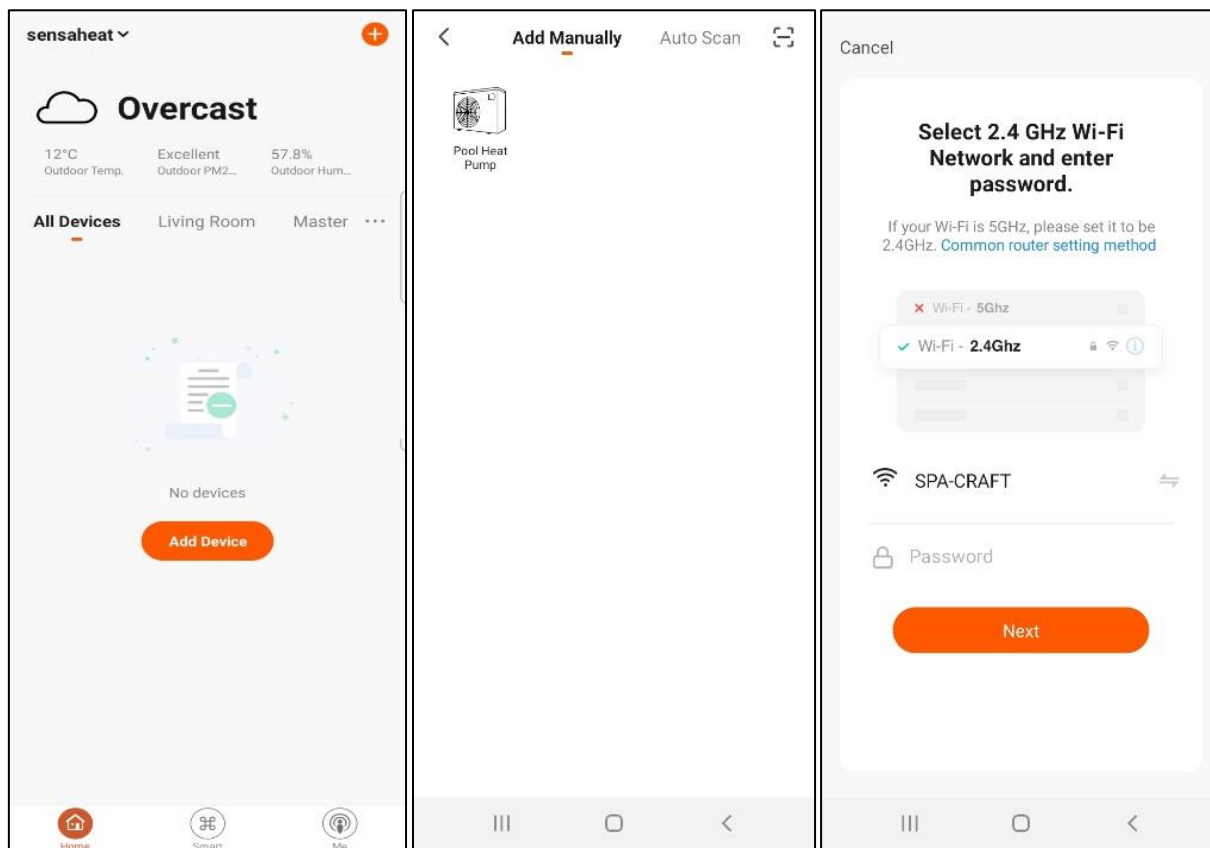 sensaheat
Overcast
12°C Excellent 57.8%
Outdoor Temp. Outdoor PM2... Outdoor Hum...
All Devices Living Room Master ...
No devices
Add Device
Home Smart Me
Add Manually Auto Scan
Pool Heat
Pump
Cancel
Select 2.4 GHz Wi-Fi
Network and enter
password.
If your Wi-Fi is 5GHz, please set it to be
2.4GHz. Common router setting method
Wi-Fi - 5Ghz
Wi-Fi - 2.4Ghz
SPA-CRAFT
Password
Next